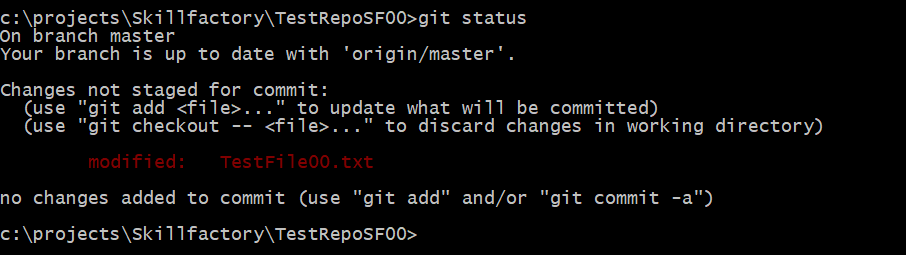 c:\projects\Skillfactory\TestRepoSF00>git status
On branch master
Your branch is up to date with 'origin/master'.
Changes not staged for commit:
  (use "git add <file>..." to update what will be committed)
  (use "git checkout -- <file>..." to discard changes in working directory)
        modified:   TestFile00.txt
no changes added to commit (use "git add" and/or "git commit -a")
c:\projects\Skillfactory\TestRepoSF00>